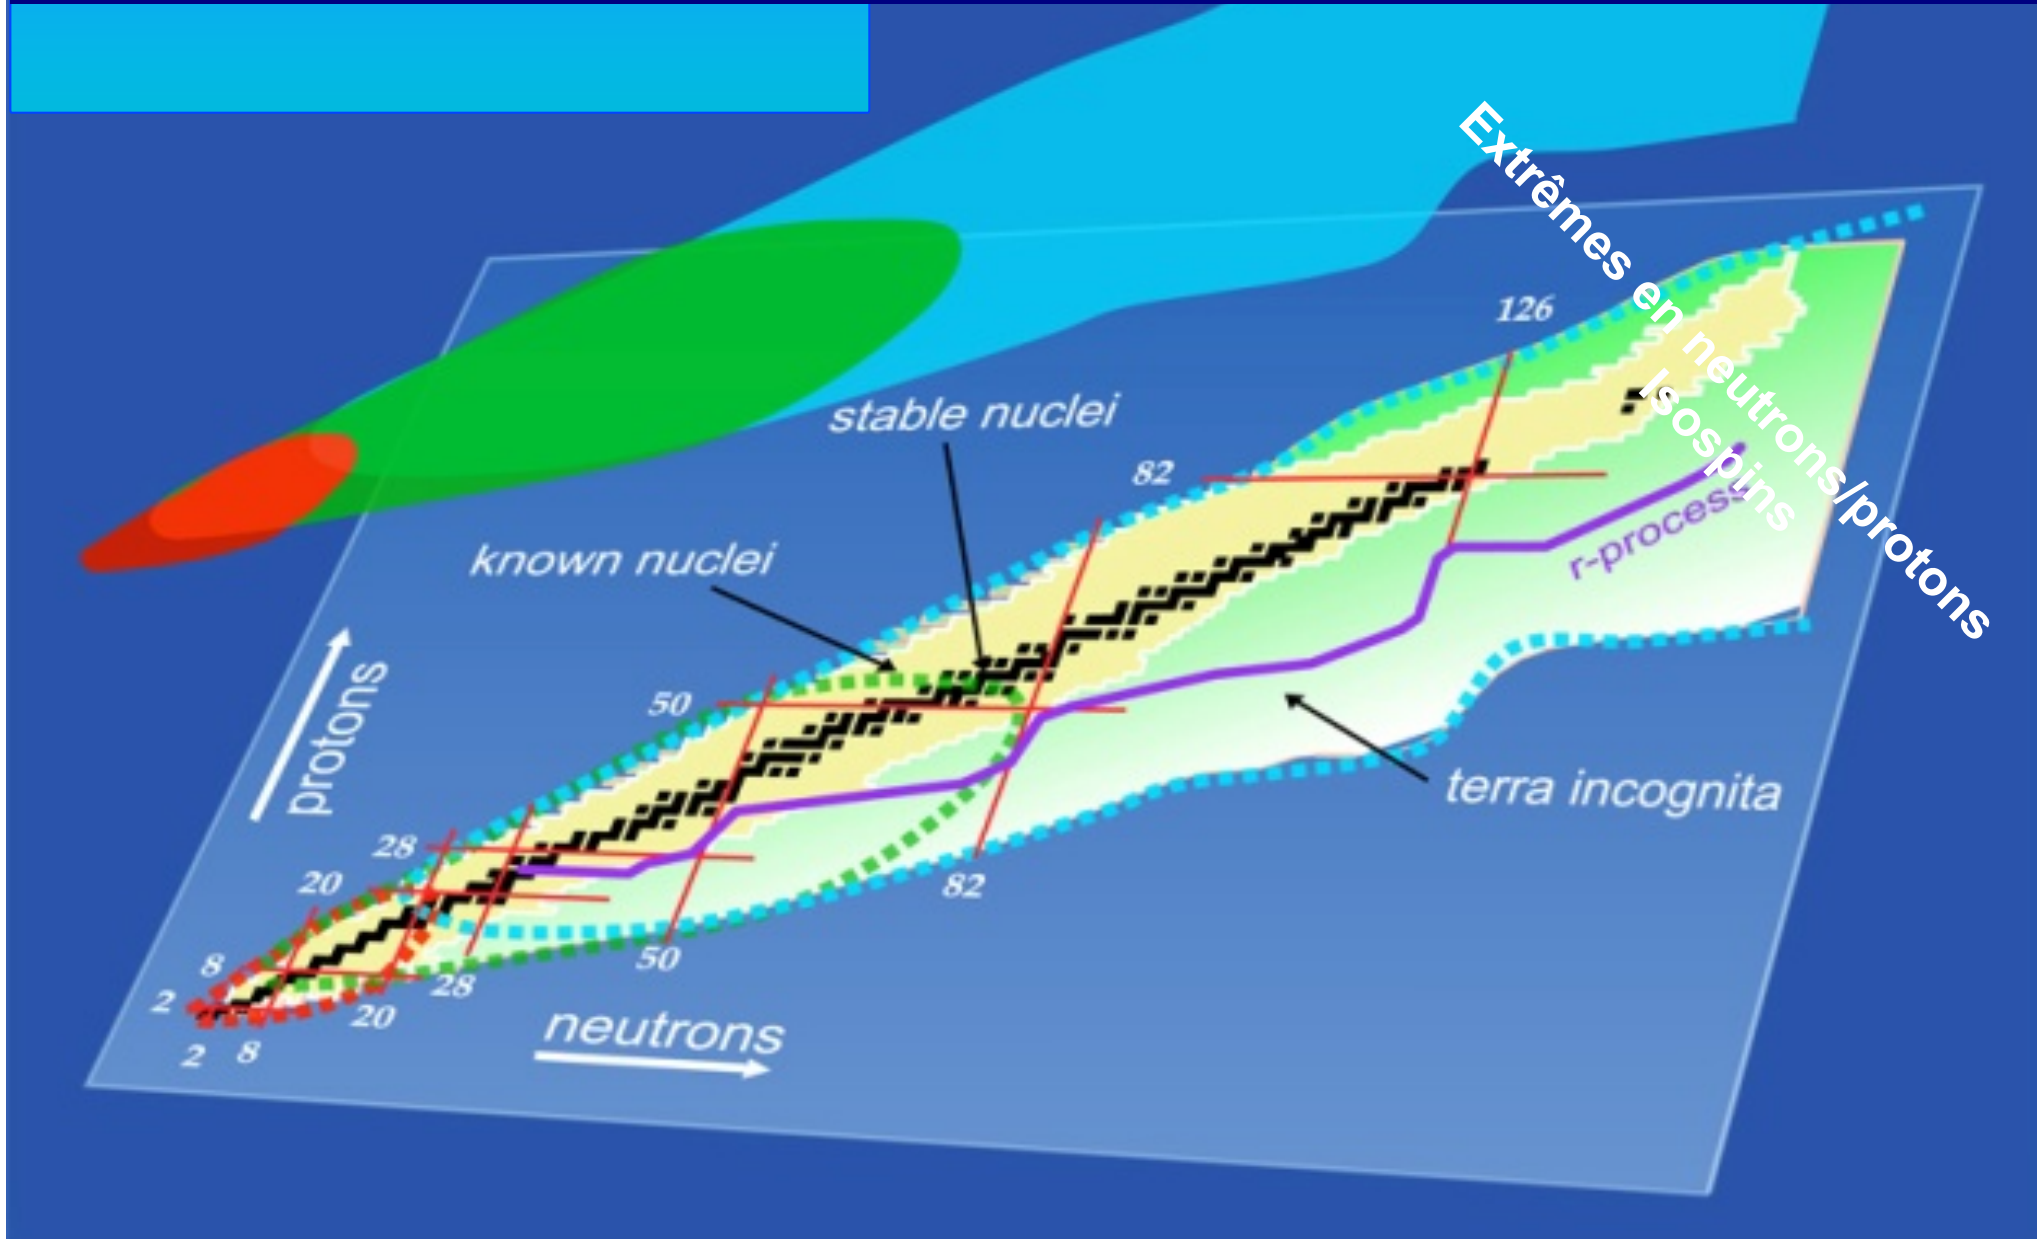 Extrêmes en neutrons/protons
Isospins
126
stable nuclei
82
r-process
known nuclei
protons
50
terra incognita
28
82
20
50
8
28
2
20
neutrons
2
8